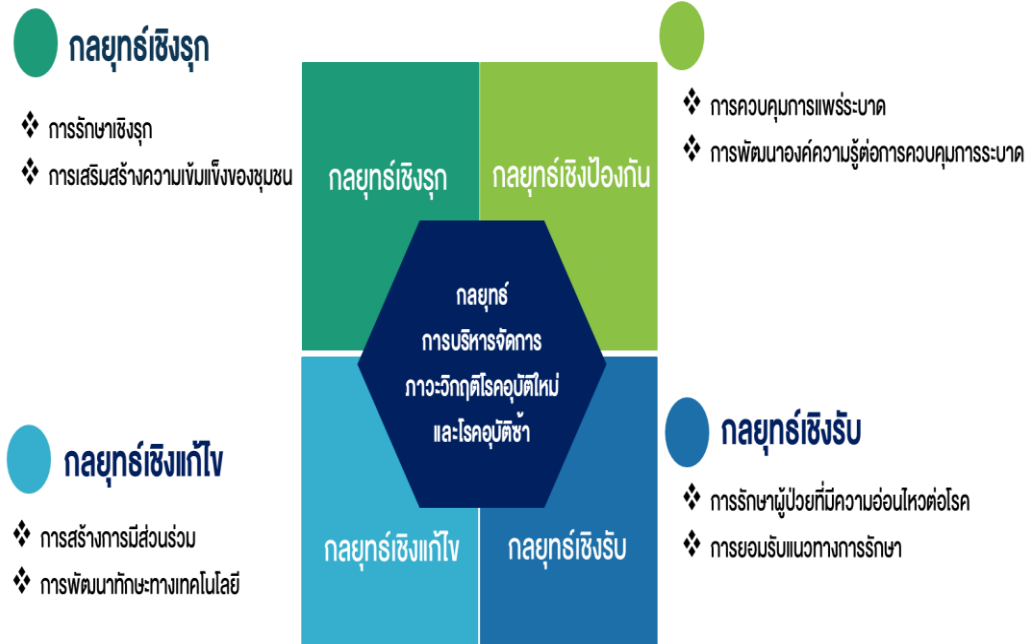 กลยุทธ์เชิงรุก
❖ การรักษาเชิงรุก
❖ การเสริมสร้างความเข้มแข็งของชุมชน
❖ การควบคุมการแพร่ระบาด
❖ การพัฒนาองค์ความรู้ต่อการควบคุมการระบาด
กลยุทธ์เชิงรุก
กลยุทธ์เชิงป้องกัน
กลยุทธ์
การบริหารจัดการ
ภาวะวิกฤติโรคอุบัติใหม่
และโรคอุบัติซ้ำ
กลยุทธ์เชิงแก้ไข
กลยุทธ์เชิงรับ
กลยุทธ์เชิงแก้ไข
❖ การสร้างการมีส่วนร่วม
❖ การพัฒนาทักษะทางเทคโนโลยี
กลยุทธ์เชิงรับ
❖ การรักษาผู้ป่วยที่มีความอ่อนไหวต่อโรค
❖ การยอมรับแนวทางการรักษา